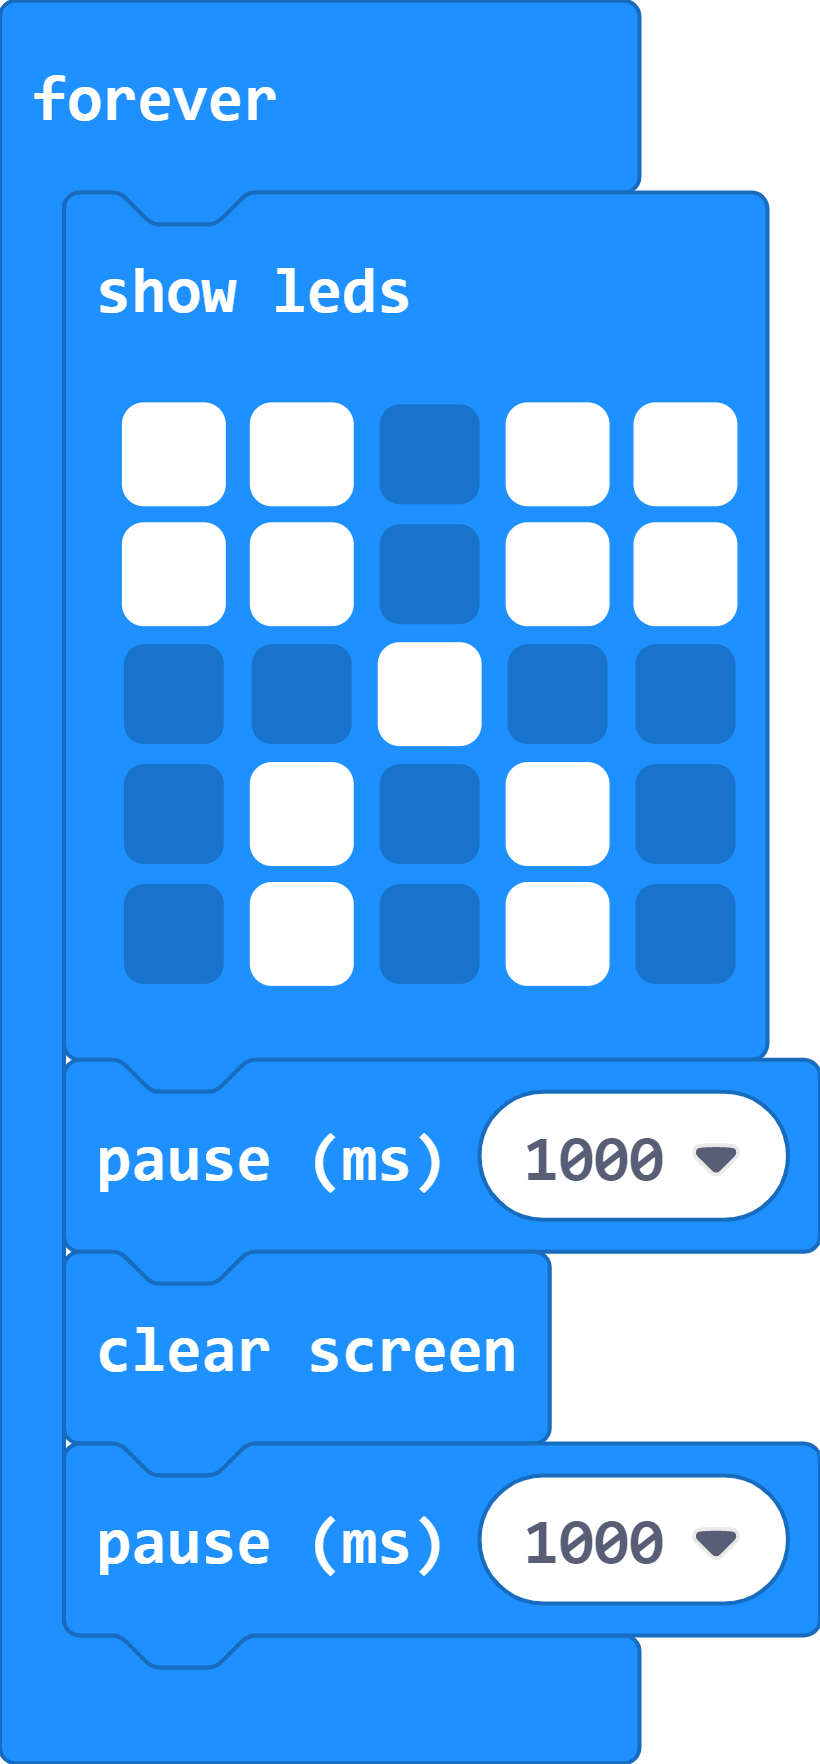 forever
show leds
pause (ms) 1000
clear screen
pause (ms) 1000